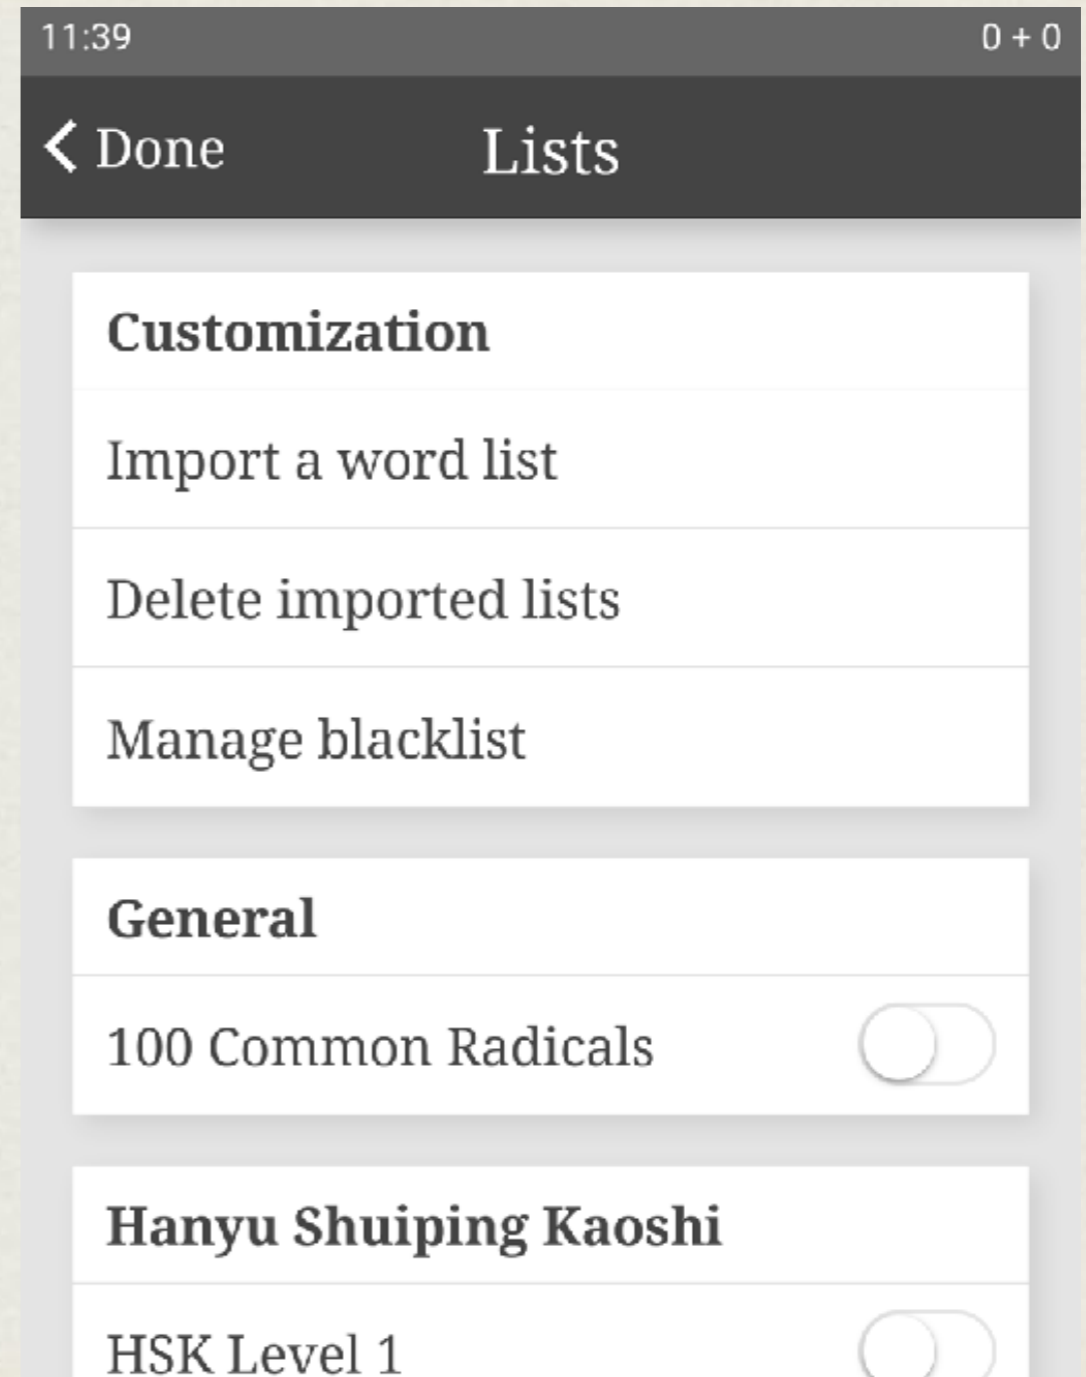 11:39 0 + 0
Done Lists
Customization
Import a word list
Delete imported lists
Manage blacklist
General
100 Common Radicals
Hanyu Shuiping Kaoshi
HSK Level 1